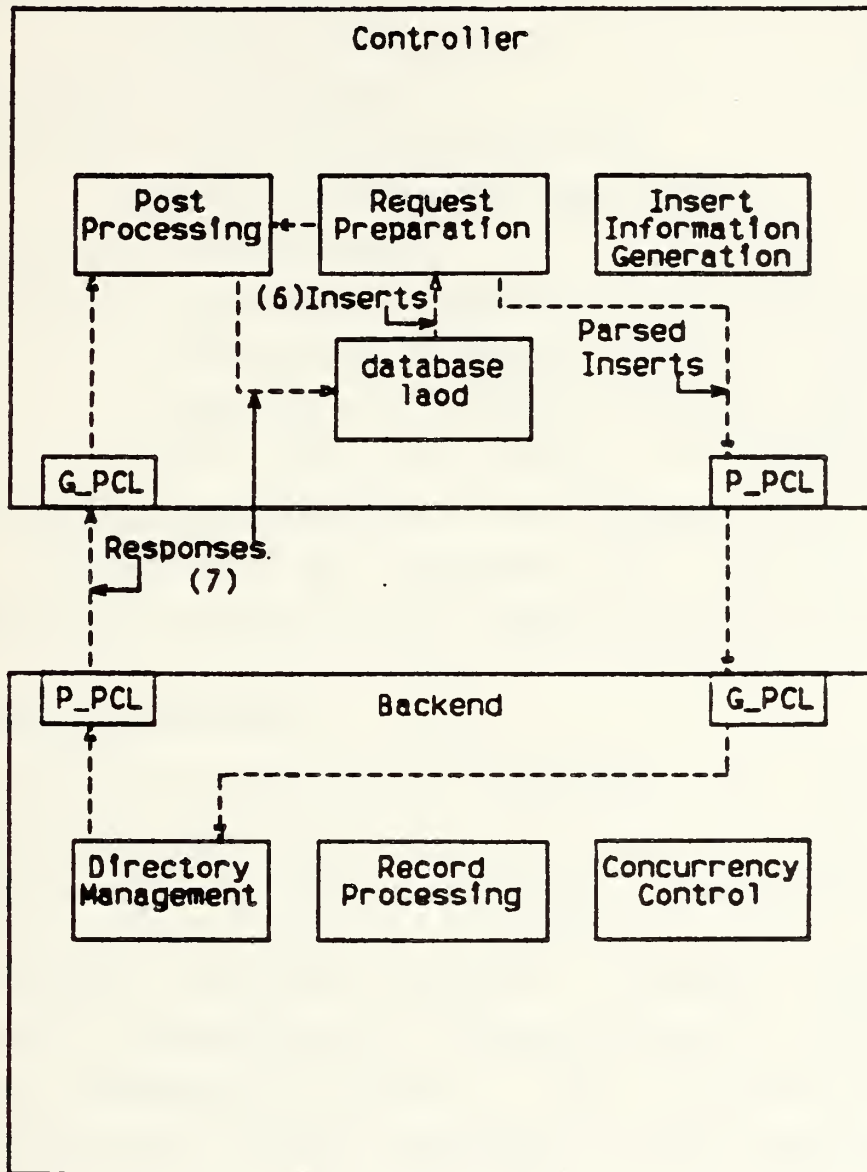 Controller
Post
Processing
Request
Preparation
Insert
Information
Generation
(6)Inserts
Parsed
Inserts
database
laod
G_PCL
P_PCL
Responses.
(7)
P_PCL
Backend
G_PCL
Directory
Management
Record
Processing
Concurrency
Control